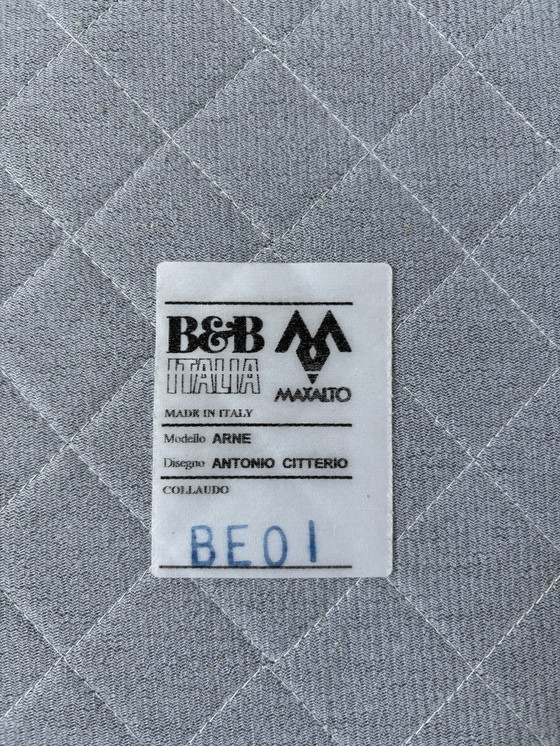 B&B
ITALIA
MAXALTO
MADE IN ITALY
Modello ARNE
Disegno ANTONIO CITTERIO
COLLAUDO
BE01